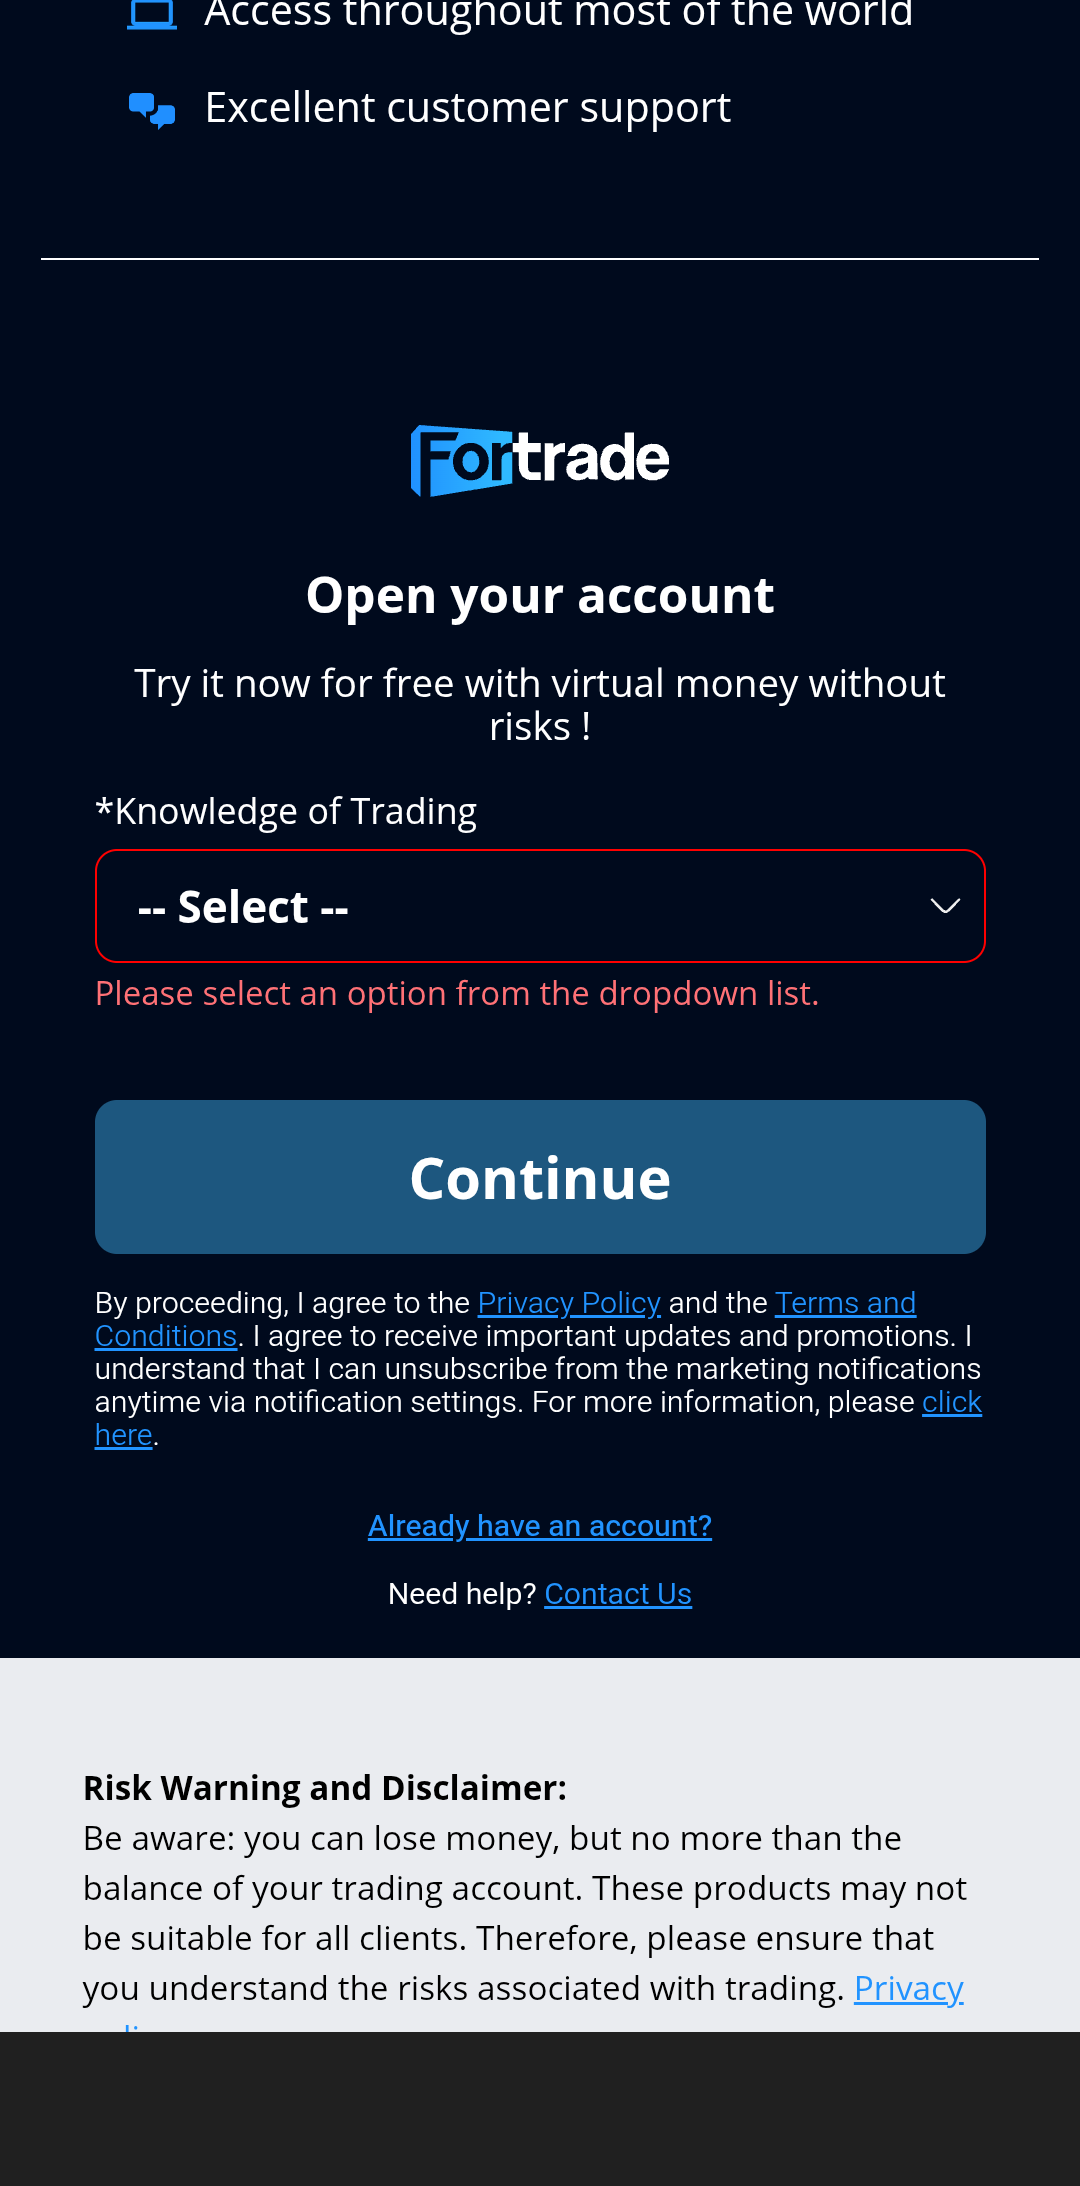 Access throughout most of the world
Excellent customer support
Fortrade
Open your account
Try it now for free with virtual money without
risks !
*Knowledge of Trading
-- Select --
Please select an option from the dropdown list.
Continue
By proceeding, I agree to the Privacy Policy and the Terms and
Conditions. I agree to receive important updates and promotions. I
understand that I can unsubscribe from the marketing notifications
anytime via notification settings. For more information, please click
here.
Already have an account?
Need help? Contact Us
Risk Warning and Disclaimer:
Be aware: you can lose money, but no more than the
balance of your trading account. These products may not
be suitable for all clients. Therefore, please ensure that
you understand the risks associated with trading. Privacy